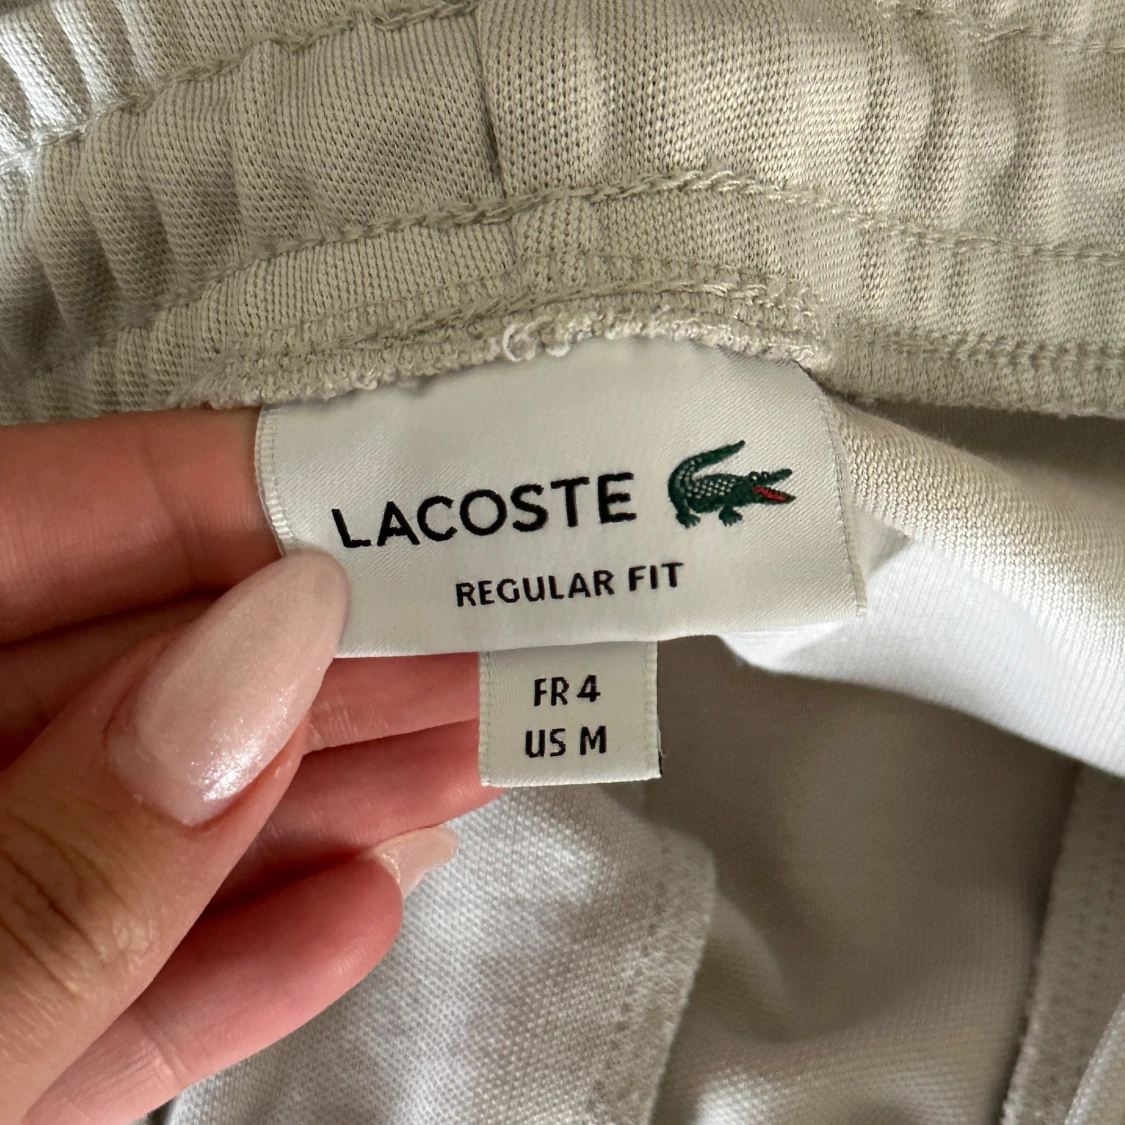 LACOSTE
REGULAR FIT
FR 4
US M